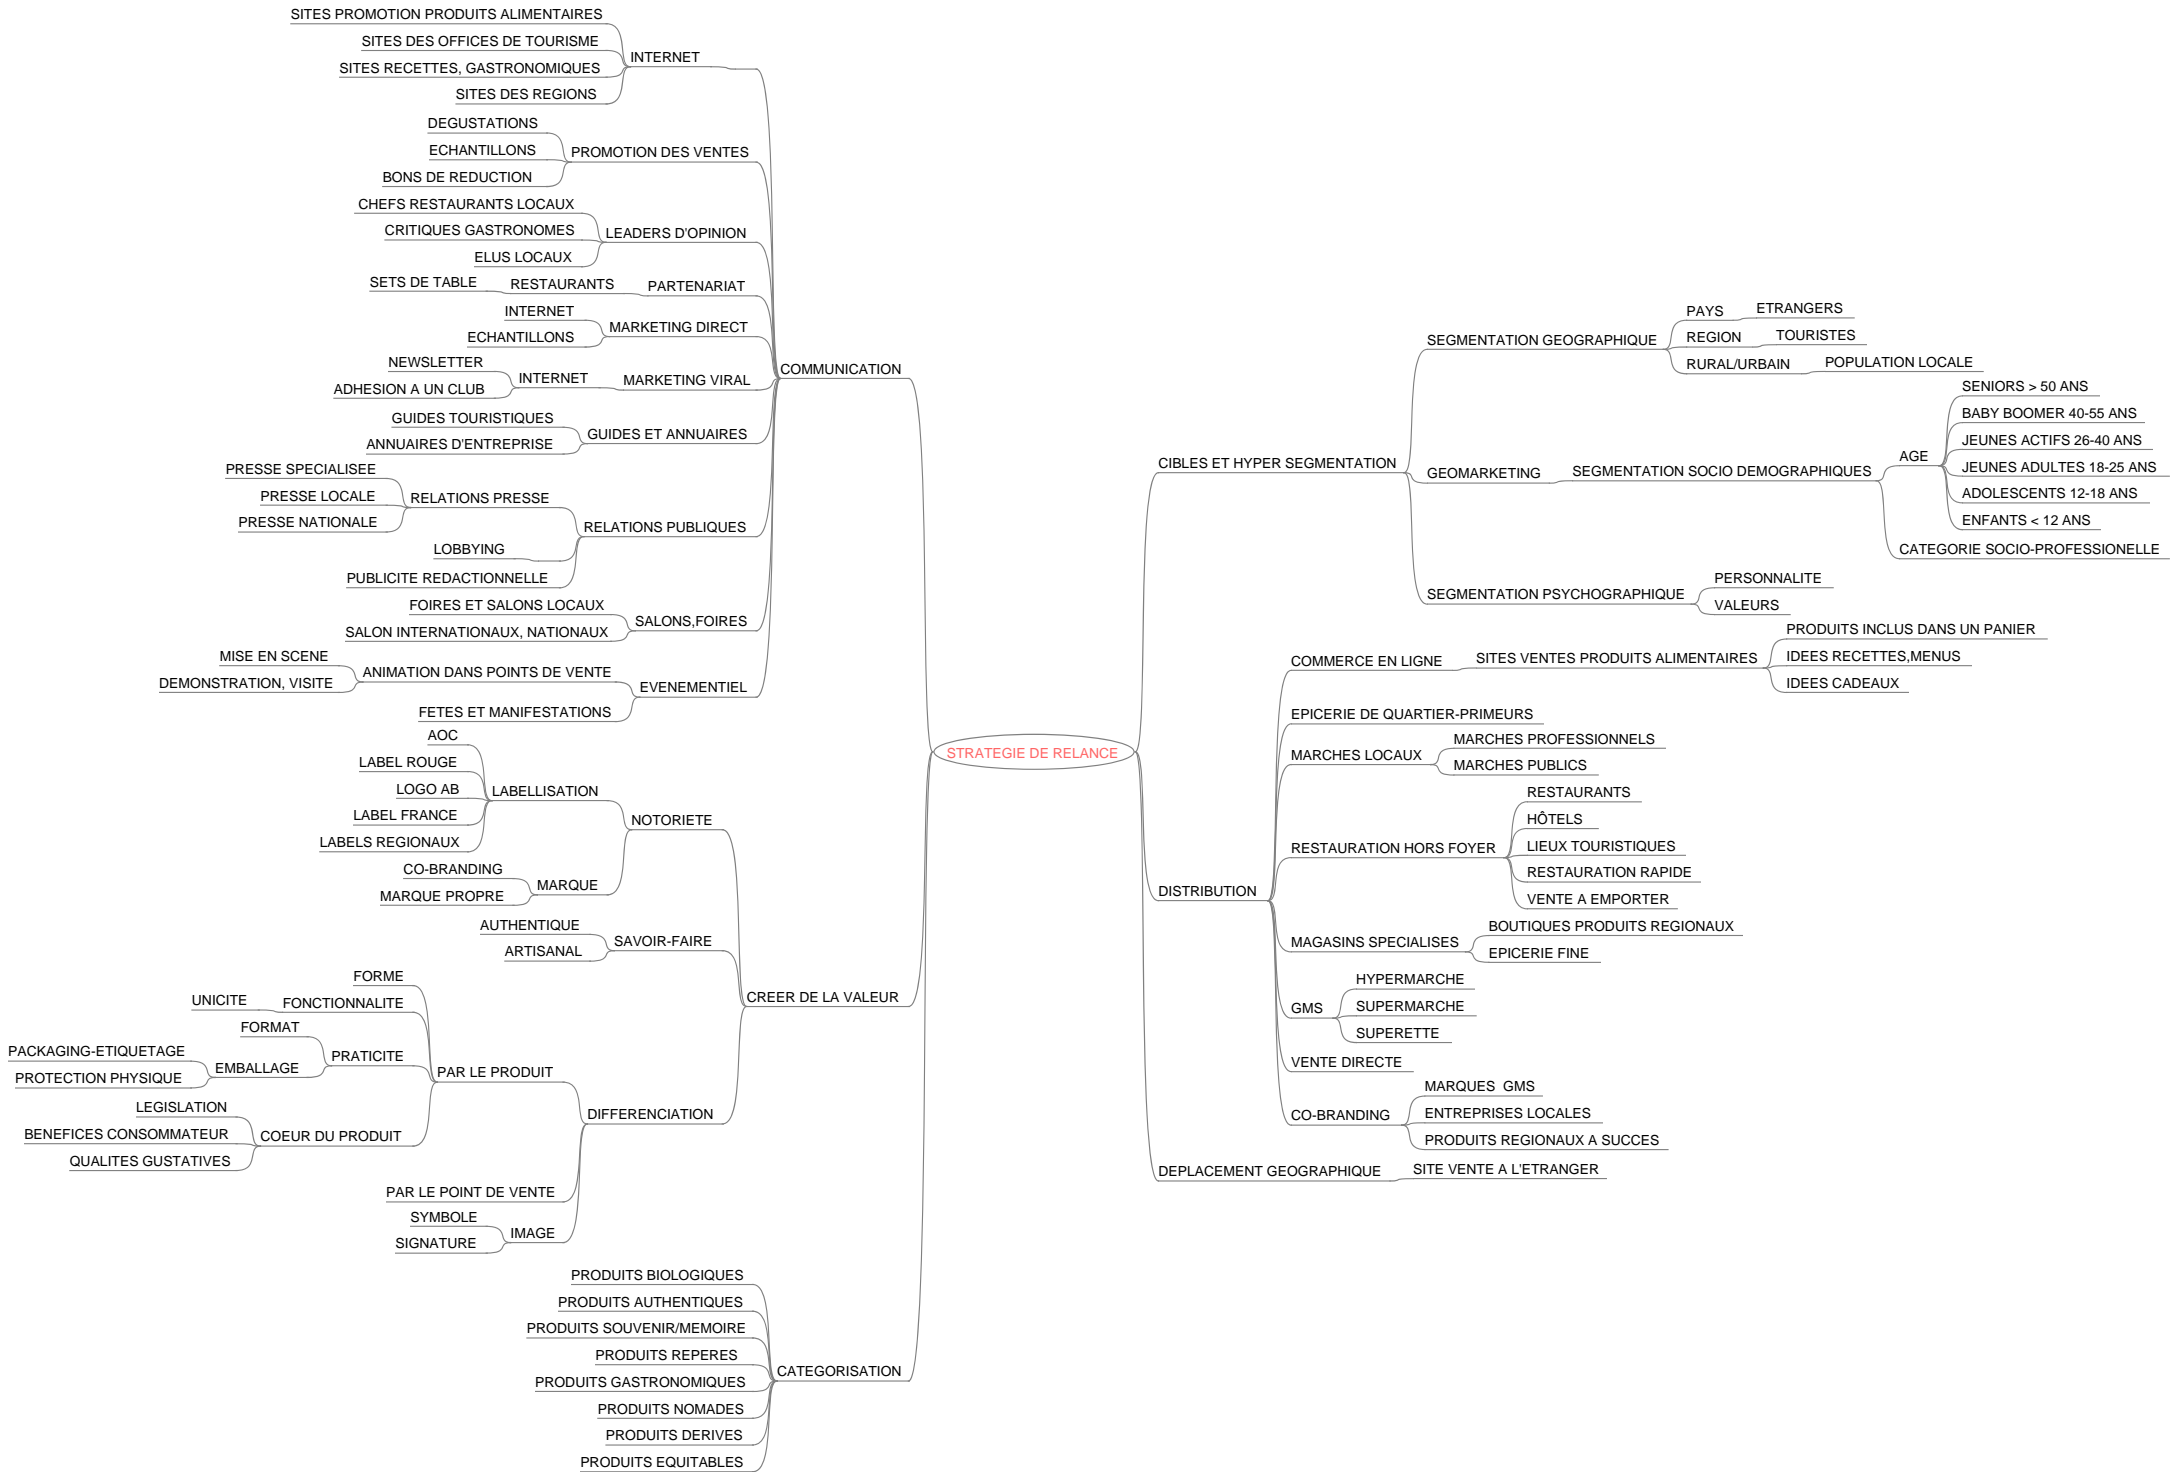 SITES PROMOTION PRODUITS ALIMENTAIRES
SITES DES OFFICES DE TOURISME
SITES RECETTES, GASTRONOMIQUES
SITES DES REGIONS
INTERNET
DEGUSTATIONS
ECHANTILLONS
BONS DE REDUCTION
PROMOTION DES VENTES
CHEFS RESTAURANTS LOCAUX
CRITIQUES GASTRONOMES
ELUS LOCAUX
LEADERS D'OPINION
SETS DE TABLE
RESTAURANTS
PARTENARIAT
INTERNET
ECHANTILLONS
MARKETING DIRECT
NEWSLETTER
ADHESION A UN CLUB
INTERNET
MARKETING VIRAL
GUIDES TOURISTIQUES
ANNUAIRES D'ENTREPRISE
GUIDES ET ANNUAIRES
PRESSE SPECIALISEE
PRESSE LOCALE
PRESSE NATIONALE
RELATIONS PRESSE
LOBBYING
PUBLICITE REDACTIONNELLE
RELATIONS PUBLIQUES
FOIRES ET SALONS LOCAUX
SALON INTERNATIONAUX, NATIONAUX
SALONS,FOIRES
MISE EN SCENE
DEMONSTRATION, VISITE
ANIMATION DANS POINTS DE VENTE
FETES ET MANIFESTATIONS
EVENEMENTIEL
COMMUNICATION
AOC
LABEL ROUGE
LOGO AB
LABEL FRANCE
LABELS REGIONAUX
LABELLISATION
CO-BRANDING
MARQUE PROPRE
MARQUE
NOTORIETE
AUTHENTIQUE
ARTISANAL
SAVOIR-FAIRE
FORME
UNICITE
FONCTIONNALITE
FORMAT
PACKAGING-ETIQUETAGE
PROTECTION PHYSIQUE
EMBALLAGE
PRATICITE
LEGISLATION
BENEFICES CONSOMMATEUR
QUALITES GUSTATIVES
COEUR DU PRODUIT
PAR LE PRODUIT
PAR LE POINT DE VENTE
SYMBOLE
SIGNATURE
IMAGE
DIFFERENCIATION
CREER DE LA VALEUR
PRODUITS BIOLOGIQUES
PRODUITS AUTHENTIQUES
PRODUITS SOUVENIR/MEMOIRE
PRODUITS REPERES
PRODUITS GASTRONOMIQUES
PRODUITS NOMADES
PRODUITS DERIVES
PRODUITS EQUITABLES
CATEGORISATION
STRATEGIE DE RELANCE
CIBLES ET HYPER SEGMENTATION
SEGMENTATION GEOGRAPHIQUE
PAYS
ETRANGERS
REGION
TOURISTES
RURAL/URBAIN
POPULATION LOCALE
GEOMARKETING
SEGMENTATION SOCIO DEMOGRAPHIQUES
AGE
SENIORS > 50 ANS
BABY BOOMER 40-55 ANS
JEUNES ACTIFS 26-40 ANS
JEUNES ADULTES 18-25 ANS
ADOLESCENTS 12-18 ANS
ENFANTS < 12 ANS
CATEGORIE SOCIO-PROFESSIONELLE
SEGMENTATION PSYCHOGRAPHIQUE
PERSONNALITE
VALEURS
DISTRIBUTION
COMMERCE EN LIGNE
SITES VENTES PRODUITS ALIMENTAIRES
PRODUITS INCLUS DANS UN PANIER
IDEES RECETTES,MENUS
IDEES CADEAUX
EPICERIE DE QUARTIER-PRIMEURS
MARCHES LOCAUX
MARCHES PROFESSIONNELS
MARCHES PUBLICS
RESTAURATION HORS FOYER
RESTAURANTS
HÔTELS
LIEUX TOURISTIQUES
RESTAURATION RAPIDE
VENTE A EMPORTER
MAGASINS SPECIALISES
BOUTIQUES PRODUITS REGIONAUX
EPICERIE FINE
GMS
HYPERMARCHE
SUPERMARCHE
SUPERETTE
VENTE DIRECTE
CO-BRANDING
MARQUES  GMS
ENTREPRISES LOCALES
PRODUITS REGIONAUX A SUCCES
DEPLACEMENT GEOGRAPHIQUE
SITE VENTE A L'ETRANGER